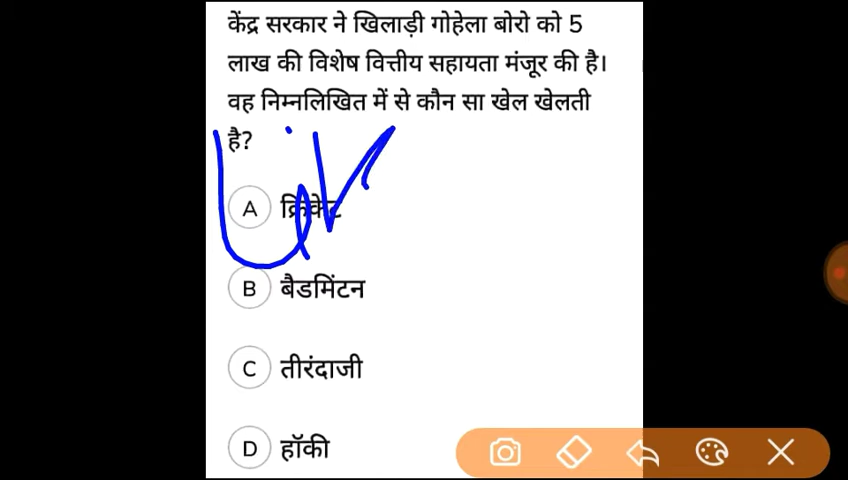 केंद्र सरकार ने खिलाड़ी गोहेला बोरो को 5
लाख की विशेष वित्तीय सहायता मंजूर की है।
वह निम्नलिखित में से कौन सा खेल खेलती
है?
A क्रिकेट
B बैडमिंटन
C तीरंदाजी
D हॉकी